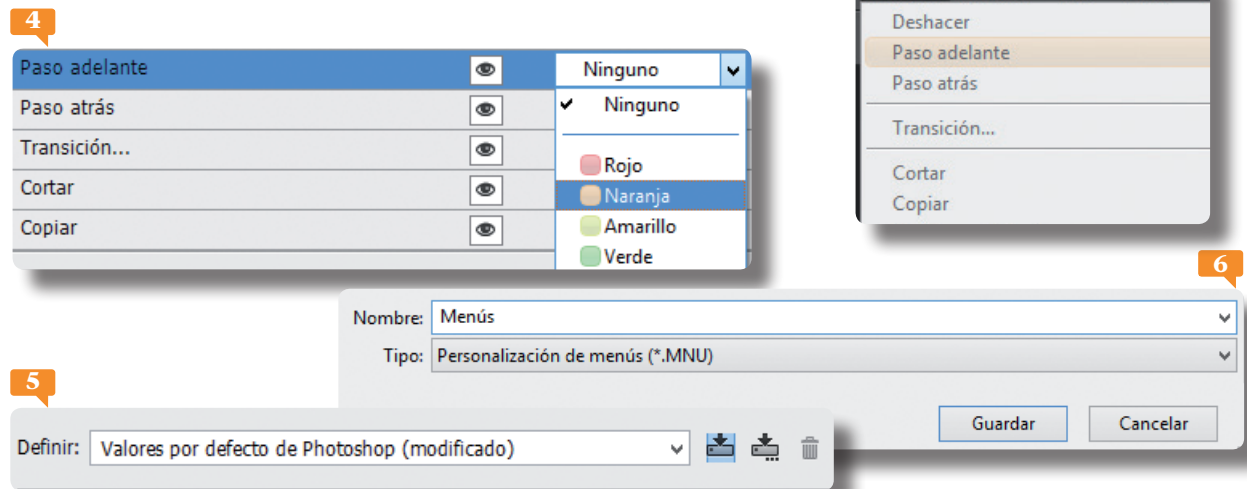 4
Paso adelante Ninguno
Ninguno
Paso atrás
Transición...
Rojo
Cortar
Naranja
Copiar
Amarillo
Verde
Deshacer
Paso adelante
Paso atrás
Transición...
Cortar
Copiar
6
Nombre: Menús
Tipo: Personalización de menús (*.MNU)
Guardar Cancelar
5
Definir: Valores por defecto de Photoshop (modificado)